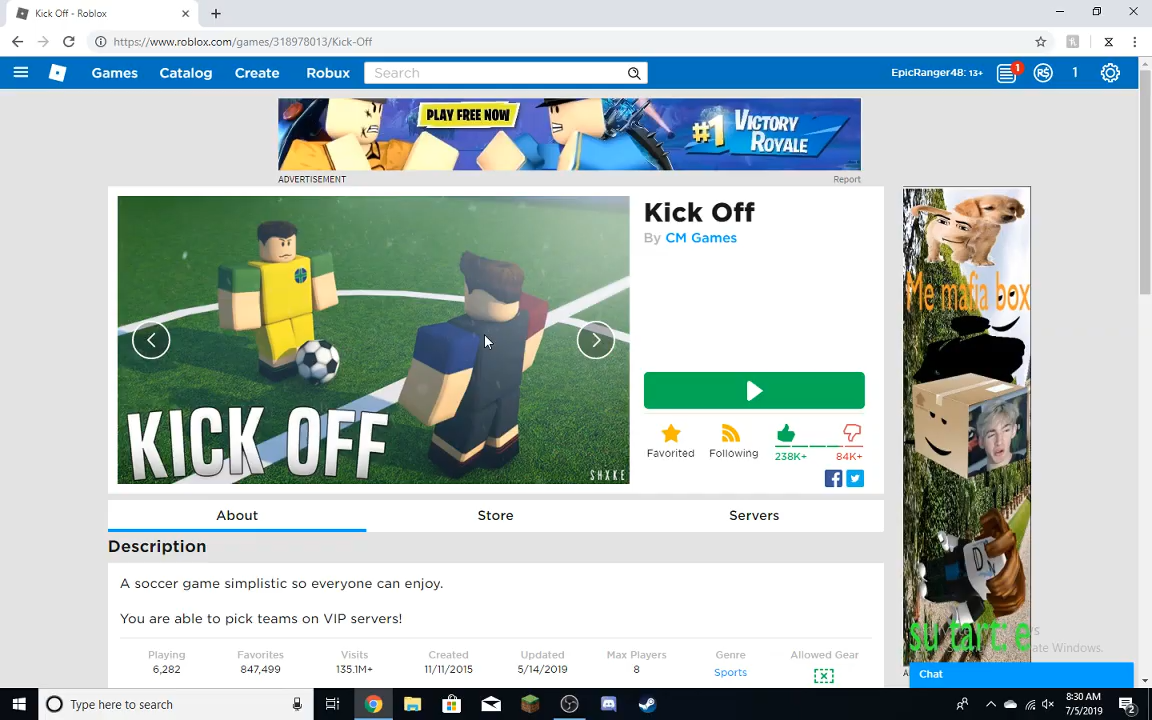 Kick Off - Roblox
https://www.roblox.com/games/318978013/Kick-Off
Games
Catalog
Create
Robux
Search
EpicRanger48: 13+
1
1
PLAY FREE NOW
#1 VICTORY
ROYALE
ADVERTISEMENT
Report
KICK OFF
SHXKE
Kick Off
By CM Games
Favorited
Following
238K+
84K+
Me mafia box
su tart: e
About
Store
Servers
Description
A soccer game simplistic so everyone can enjoy.
You are able to pick teams on VIP servers!
Playing
6,282
Favorites
847,499
Visits
135.1M+
Created
11/11/2015
Updated
5/14/2019
Max Players
8
Genre
Sports
Allowed Gear
ate Windows.
Chat
Type here to search
8:30 AM
7/5/2019
2